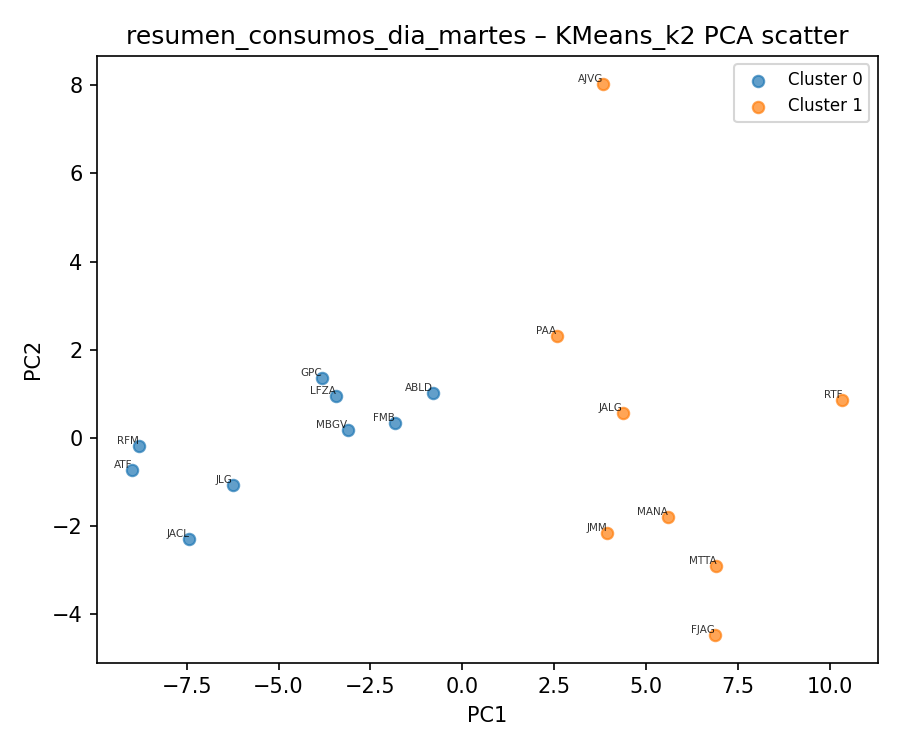 resumen_consumos_dia_martes – KMeans_k2 PCA scatter
Cluster 0
Cluster 1
8
6
4
2
0
−2
−4
PC2
AJVG
PAA
GPC
LFZA
ABLD
RTF
JALG
MBGV
FMB
RFM
ATF
JLG
JACL
MANA
JMM
MTTA
FJAG
−7.5
−5.0
−2.5
0.0
2.5
5.0
7.5
10.0
PC1